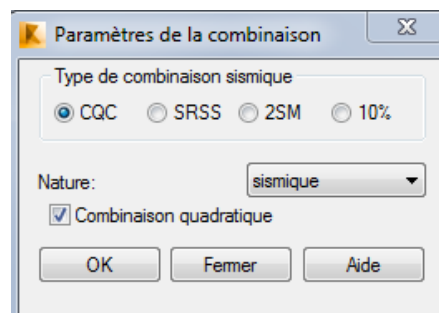 Paramètres de la combinaison
Type de combinaison sismique
CQC SRSS 2SM 10%
Nature: sismique
Combinaison quadratique
OK Fermer Aide